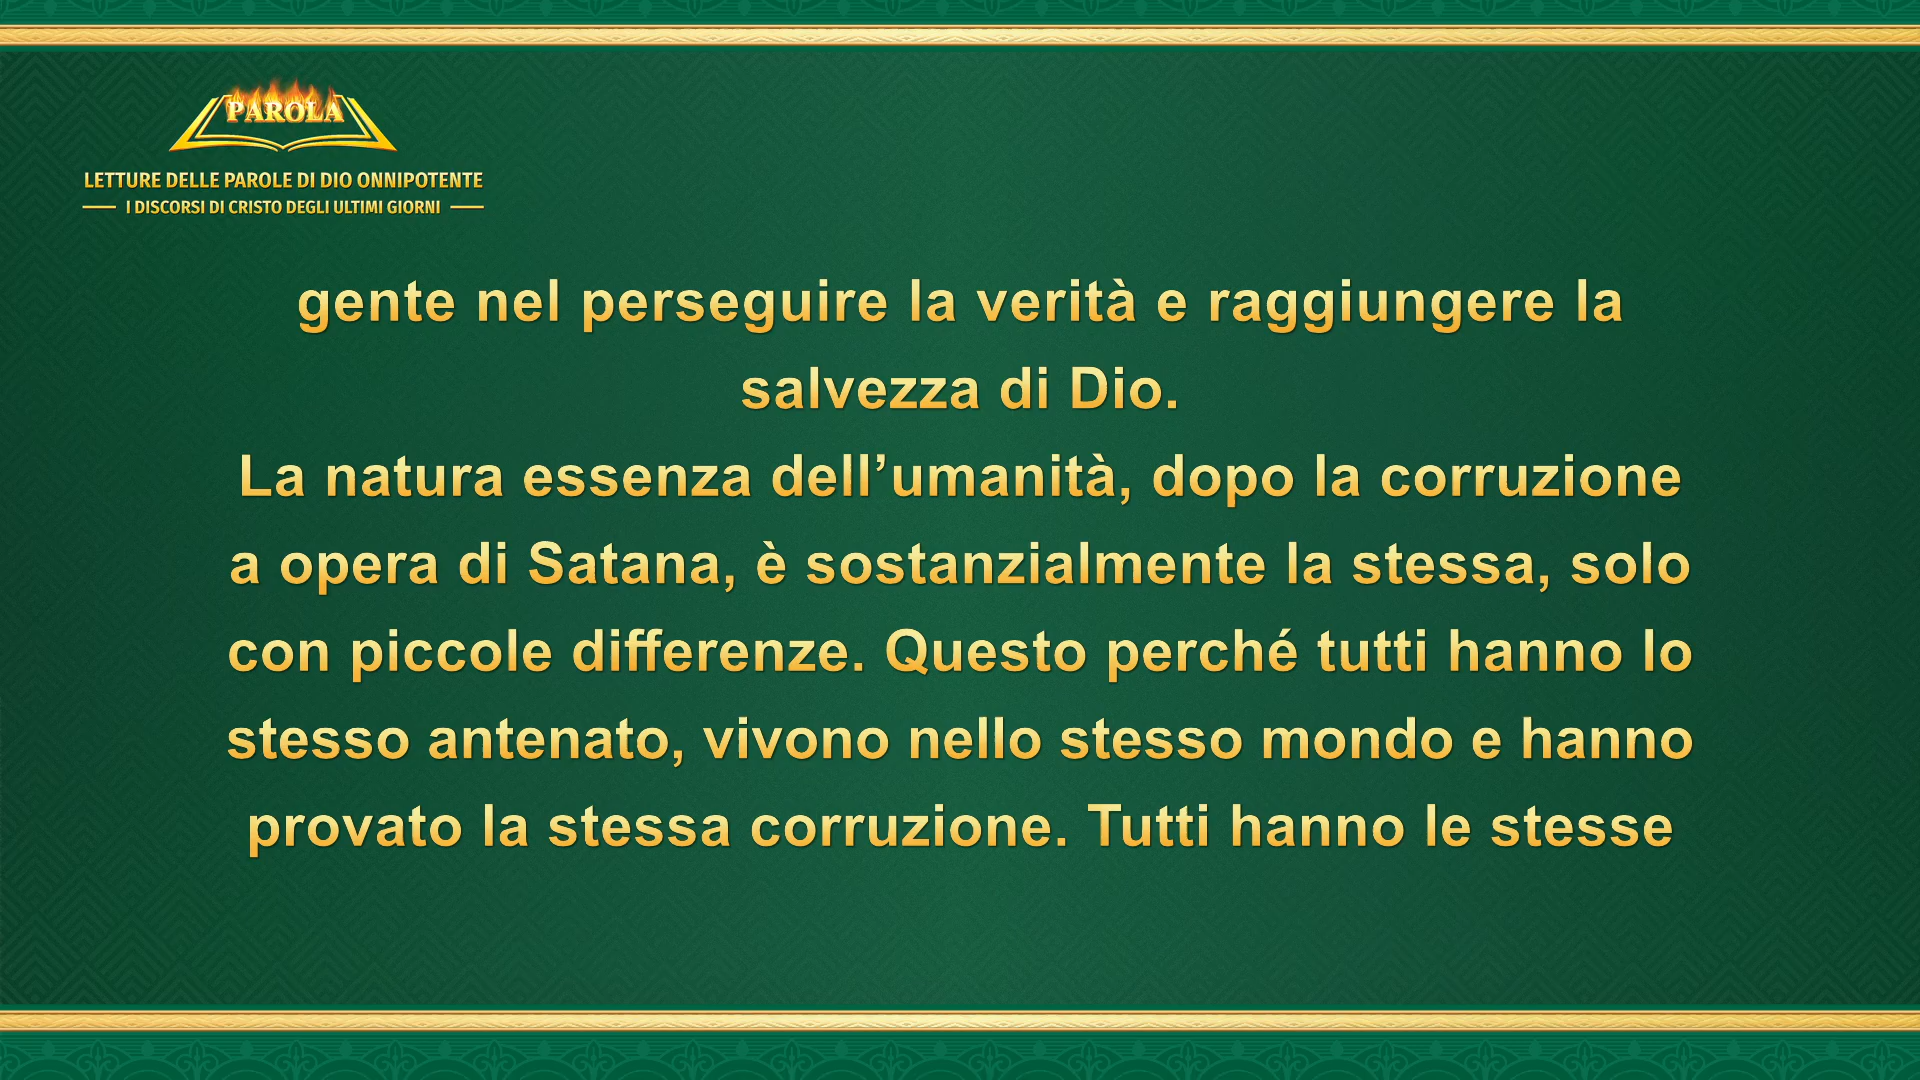 PAROLA
LETTURE DELLE PAROLE DI DIO ONNIPOTENTE
I DISCORSI DI CRISTO DEGLI ULTIMI GIORNI
gente nel perseguire la verità e raggiungere la
salvezza di Dio.
La natura essenza dell’umanità, dopo la corruzione
a opera di Satana, è sostanzialmente la stessa, solo
con piccole differenze. Questo perché tutti hanno lo
stesso antenato, vivono nello stesso mondo e hanno
provato la stessa corruzione. Tutti hanno le stesse